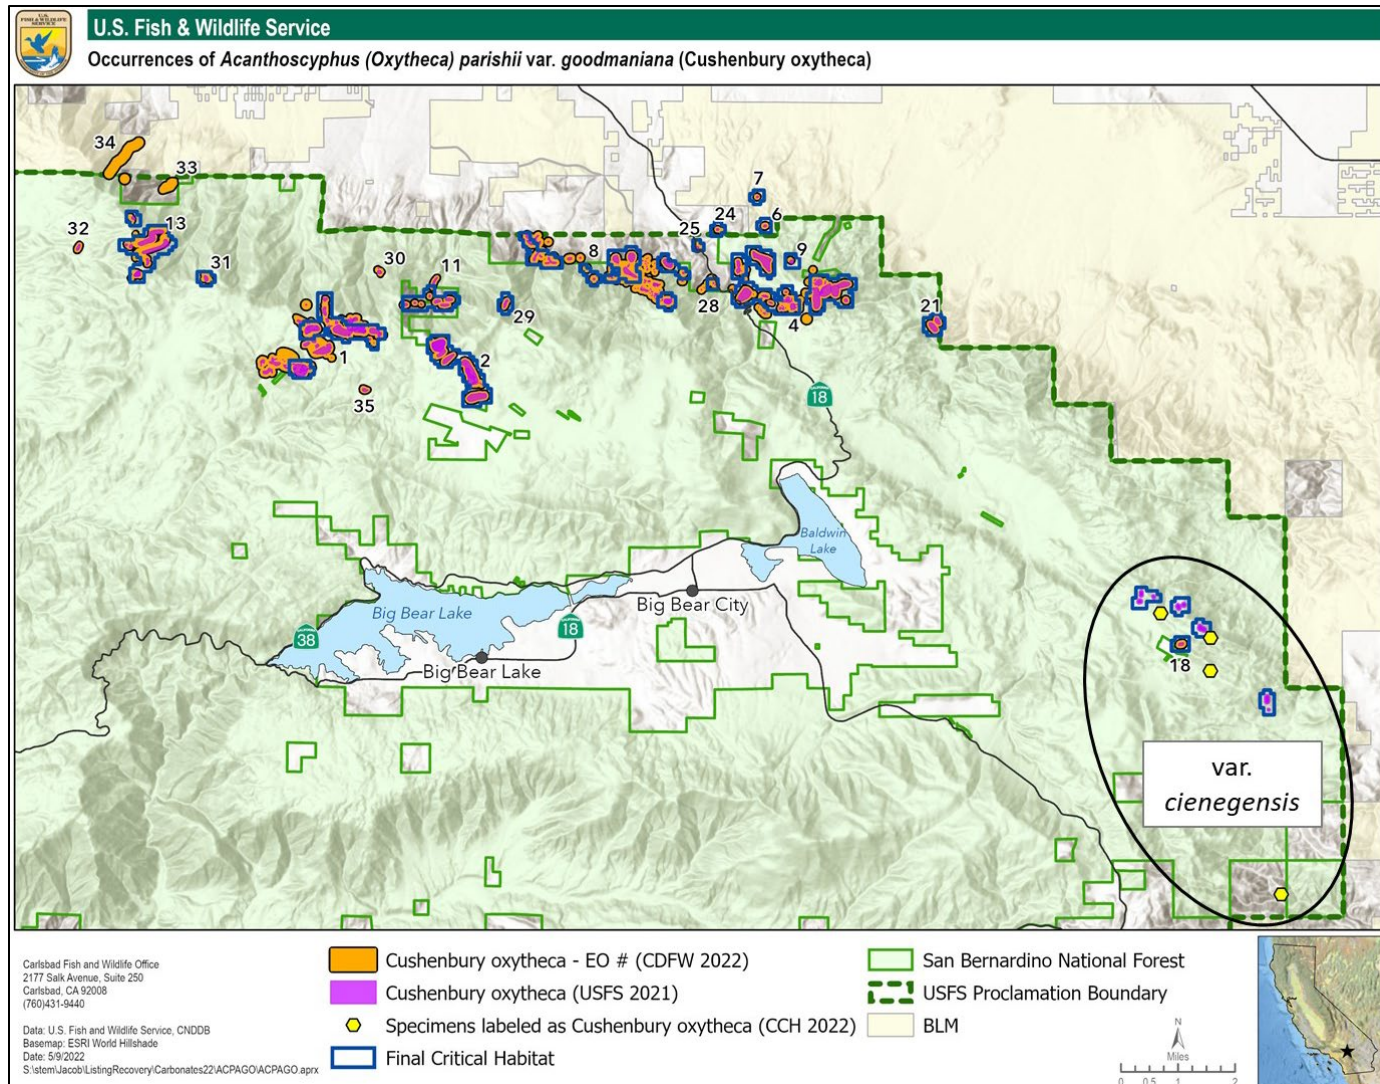 U.S.
FISH & WILDLIFE
SERVICE
U.S. Fish & Wildlife Service
Occurrences of Acanthoscyphus (Oxytheca) parishii var. goodmaniana (Cushenbury oxytheca)
34
33
7
32
13
24
6
25
31
30
11
8
9
29
28
4
21
1
2
35
18
Baldwin
Lake
Big Bear Lake
Big Bear City
38
18
Big Bear Lake
18
var.
cienegensis
Carlsbad Fish and Wildlife Office
2177 Salk Avenue, Suite 250
Carlsbad, CA 92008
(760)431-9440
Data: U.S. Fish and Wildlife Service, CNDDB
Basemap: ESRI World Hillshade
Date: 5/9/2022
S:\stem\Jacob\ListingRecovery\Carbonates22\ACPAGO\ACPAGO.aprx
Cushenbury oxytheca - EO # (CDFW 2022)
Cushenbury oxytheca (USFS 2021)
Specimens labeled as Cushenbury oxytheca (CCH 2022)
Final Critical Habitat
San Bernardino National Forest
USFS Proclamation Boundary
BLM
N
Miles
0 0.5 1 2